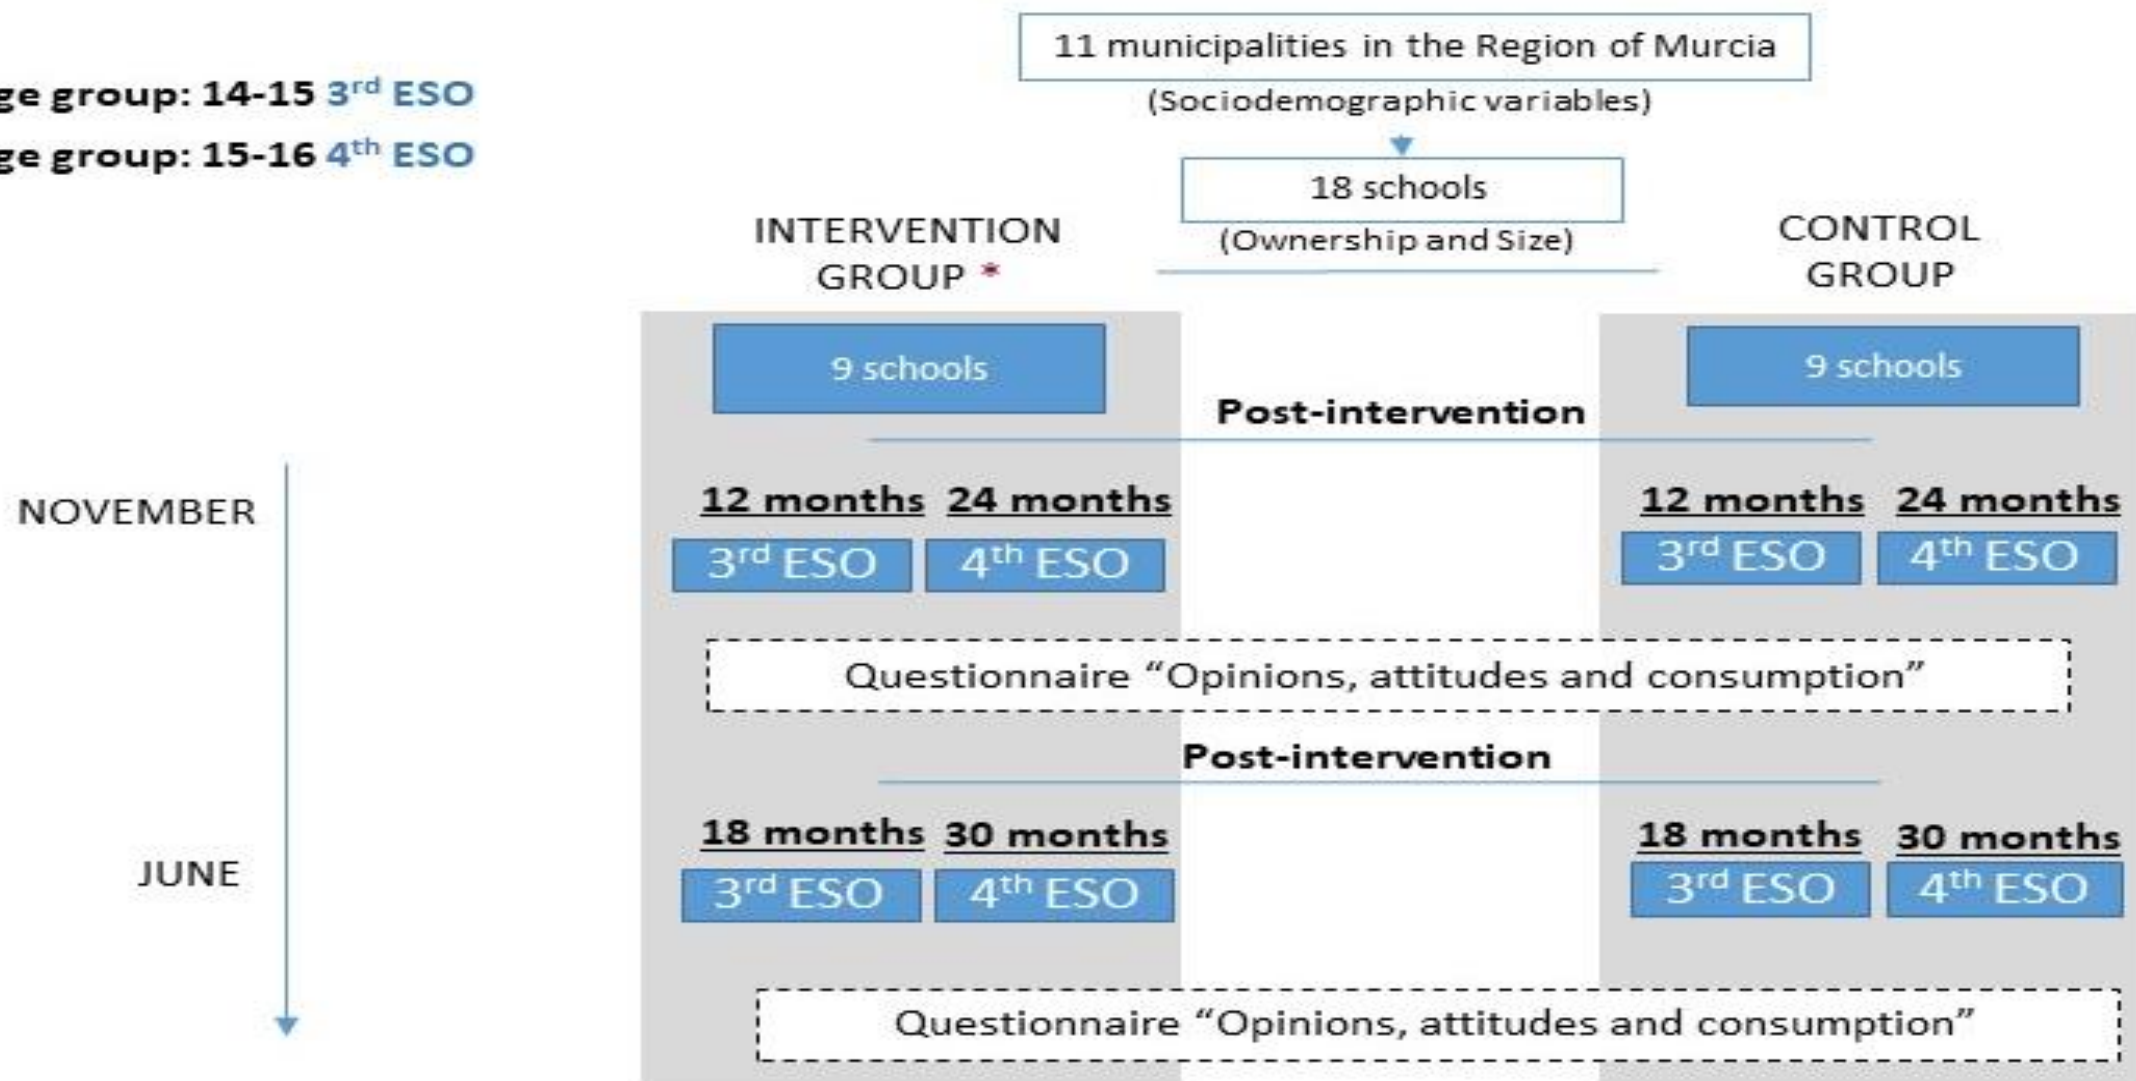 11 municipalities in the Region of Murcia
(Sociodemographic variables)
ge group: 14-15 3rd ESO
ge group: 15-16 4th ESO
18 schools
(Ownership and Size)
INTERVENTION
GROUP *
CONTROL
GROUP
9 schools
9 schools
Post-intervention
NOVEMBER
12 months 24 months
3rd ESO 4th ESO
12 months 24 months
3rd ESO 4th ESO
Questionnaire “Opinions, attitudes and consumption”
Post-intervention
JUNE
18 months 30 months
3rd ESO 4th ESO
18 months 30 months
3rd ESO 4th ESO
Questionnaire “Opinions, attitudes and consumption”